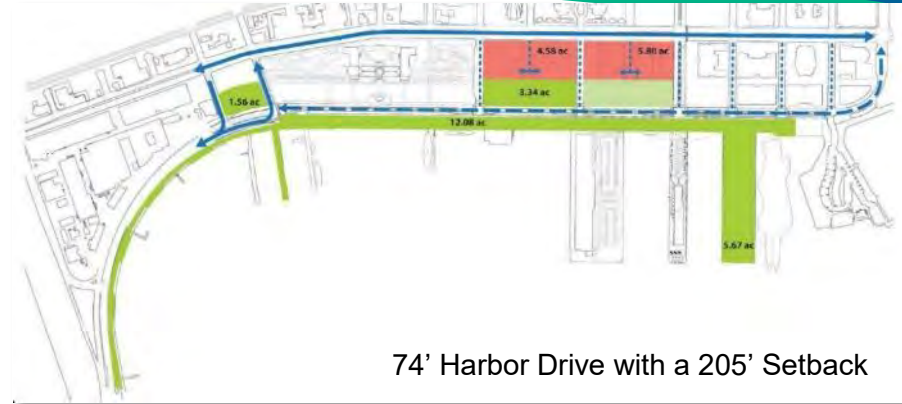 4.58 ac
5.80 ac
1.56 ac
3.34 ac
12.08 ac
5.67 ac
74’ Harbor Drive with a 205’ Setback